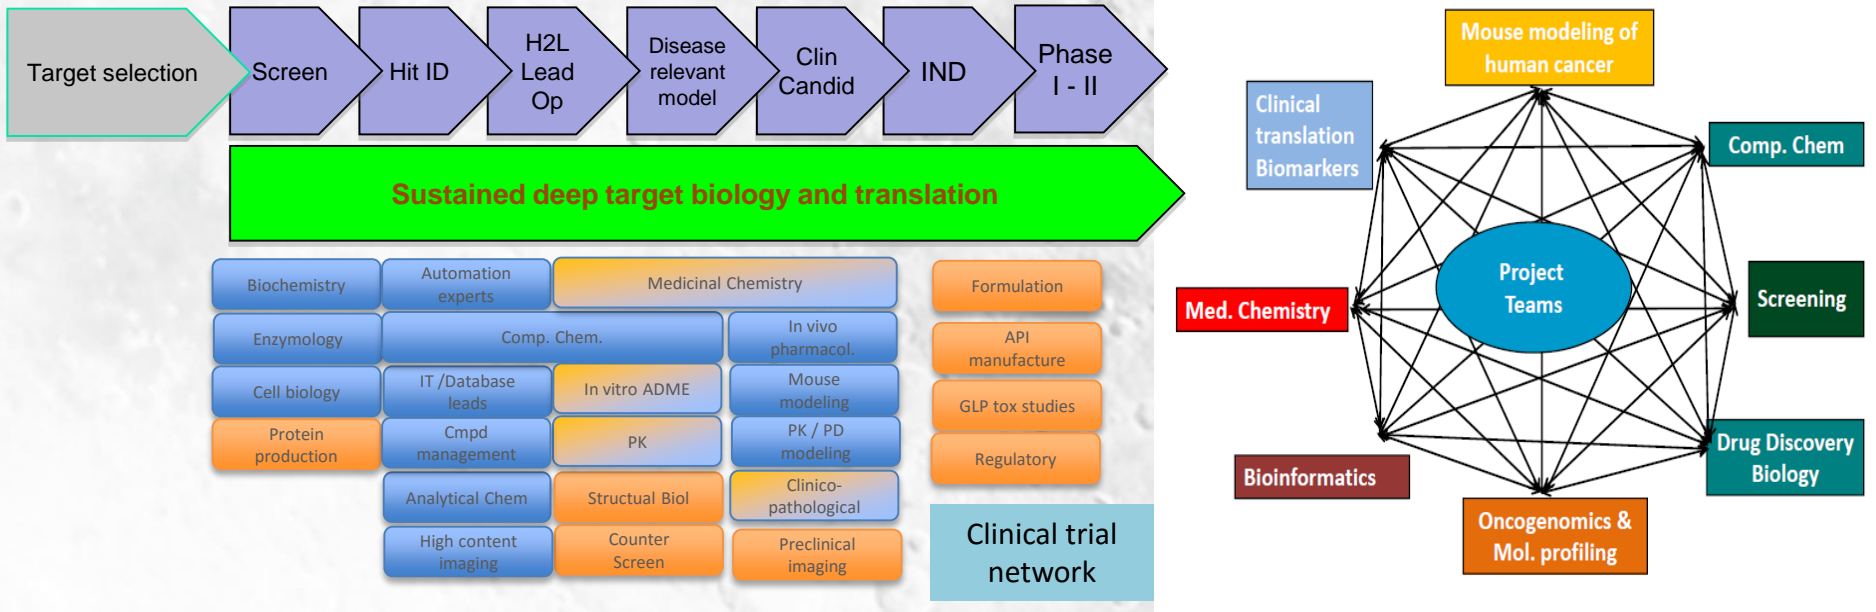 Target selection
Screen
Hit ID
H2L
Lead
Op
Disease
relevant
model
Clin
Candid
IND
Phase
I - II
Sustained deep target biology and translation
Biochemistry
Automation
experts
Medicinal Chemistry
Formulation
Enzymology
Comp. Chem.
In vivo
pharmacol.
API
manufacture
Cell biology
IT /Database
leads
In vitro ADME
Mouse
modeling
GLP tox studies
Protein
production
Cmpd
management
PK
PK / PD
modeling
Regulatory
Analytical Chem
Structual Biol
Clinico-
pathological
High content
imaging
Counter
Screen
Preclinical
imaging
Clinical trial
network
Mouse modeling of
human cancer
Clinical
translation
Biomarkers
Comp. Chem
Project
Teams
Med. Chemistry
Screening
Bioinformatics
Drug Discovery
Biology
Oncogenomics &
Mol. profiling